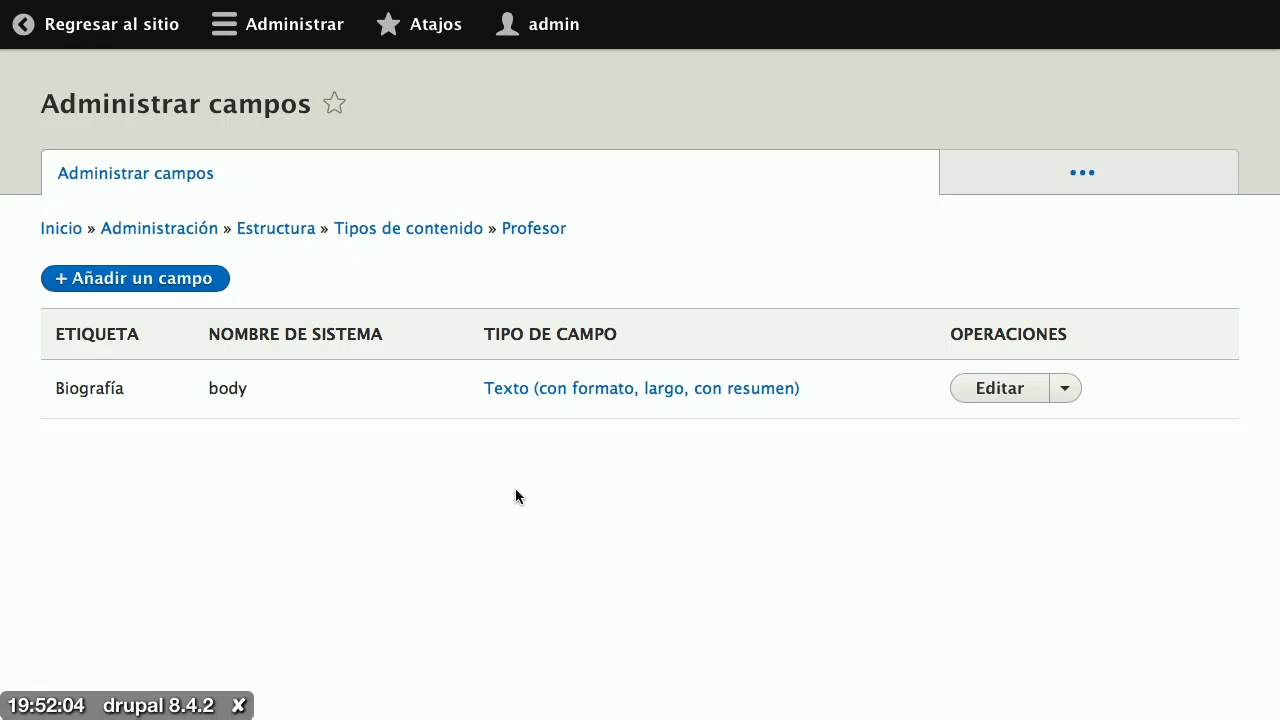 Regresar al sitio Administrar Atajos admin
Administrar campos
Administrar campos •••
Inicio » Administración » Estructura » Tipos de contenido » Profesor
+ Añadir un campo
ETIQUETA NOMBRE DE SISTEMA TIPO DE CAMPO OPERACIONES
Biografía body Texto (con formato, largo, con resumen) Editar
19:52:04 drupal 8.4.2 ✘